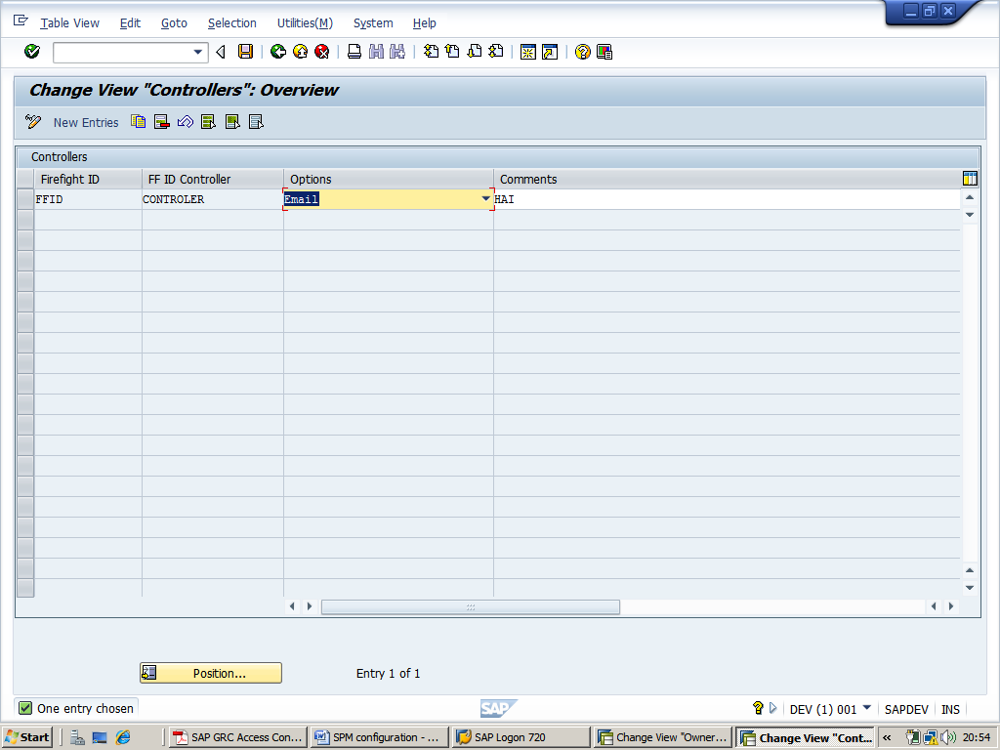 Table View Edit Goto Selection Utilities(M) System Help
Change View "Controllers": Overview
New Entries
Controllers
Firefight ID FF ID Controller Options Comments
FFID CONTROLER Email HAI
Position... Entry 1 of 1
One entry chosen SAP DEV (1) 001 SAPDEV INS
Start SAP GRC Access Con... SPM configuration - ... SAP Logon 720 Change View "Owner... Change View "Cont... « 20:54